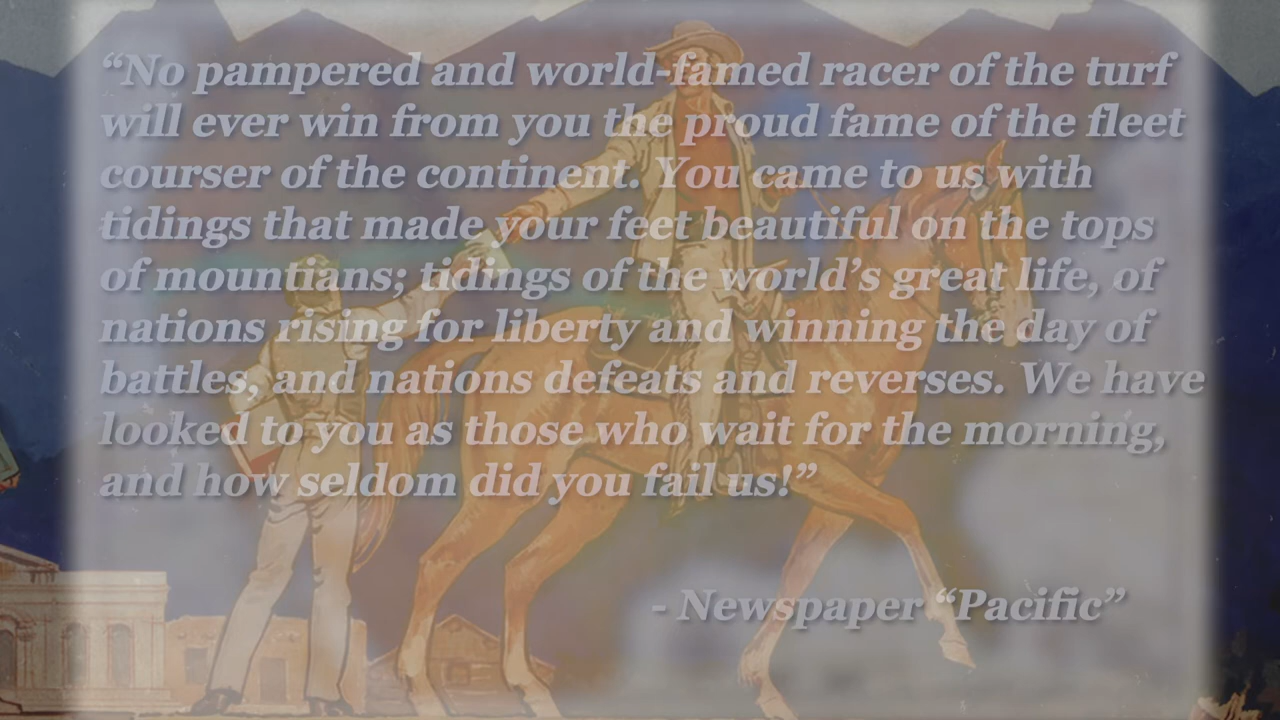 “No pampered and world-famed racer of the turf
will ever win from you the proud fame of the fleet
courser of the continent. You came to us with
tidings that made your feet beautiful on the tops
of mountians; tidings of the world’s great life, of
nations rising for liberty and winning the day of
battles, and nations defeats and reverses. We have
looked to you as those who wait for the morning,
and how seldom did you fail us!”
- Newspaper “Pacific”